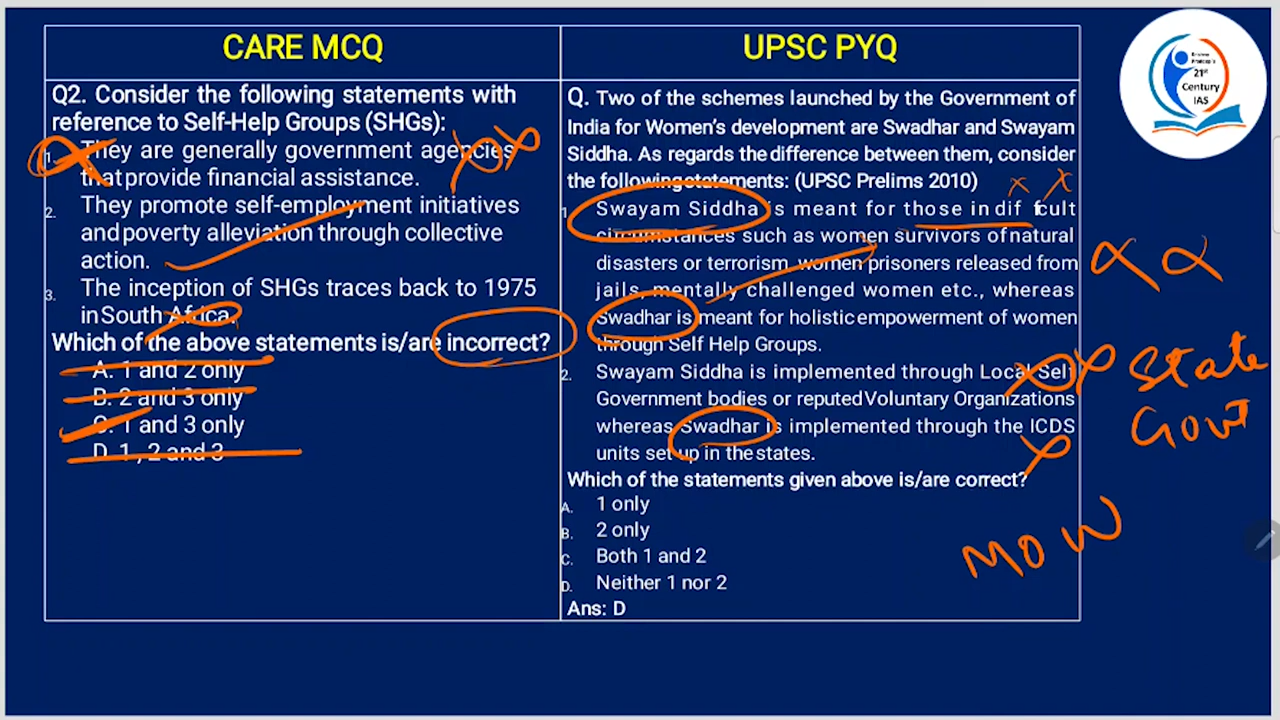 CARE MCQ
Q2. Consider the following statements with
reference to Self-Help Groups (SHGs):
1. They are generally government agencies
that provide financial assistance.
2. They promote self-employment initiatives
and poverty alleviation through collective
action.
3. The inception of SHGs traces back to 1975
in South Africa.
Which of the above statements is/are incorrect?
A. 1 and 2 only
B. 2 and 3 only
C. 1 and 3 only
D. 1, 2 and 3
UPSC PYQ
Q. Two of the schemes launched by the Government of
India for Women's development are Swadhar and Swayam
Siddha. As regards the difference between them, consider
the following statements: (UPSC Prelims 2010)
1. Swayam Siddha is meant for those in difficult
circumstances such as women survivors of natural
disasters or terrorism, women prisoners released from
jails, mentally challenged women etc., whereas
Swadhar is meant for holistic empowerment of women
through Self Help Groups.
2. Swayam Siddha is implemented through Local Self
Government bodies or reputed Voluntary Organizations
whereas Swadhar is implemented through the ICDS
units set up in the states.
Which of the statements given above is/are correct?
A. 1 only
B. 2 only
C. Both 1 and 2
D. Neither 1 nor 2
Ans: D
State
Govt
MOW
Krishna
Pradeep's
21st
Century
IAS